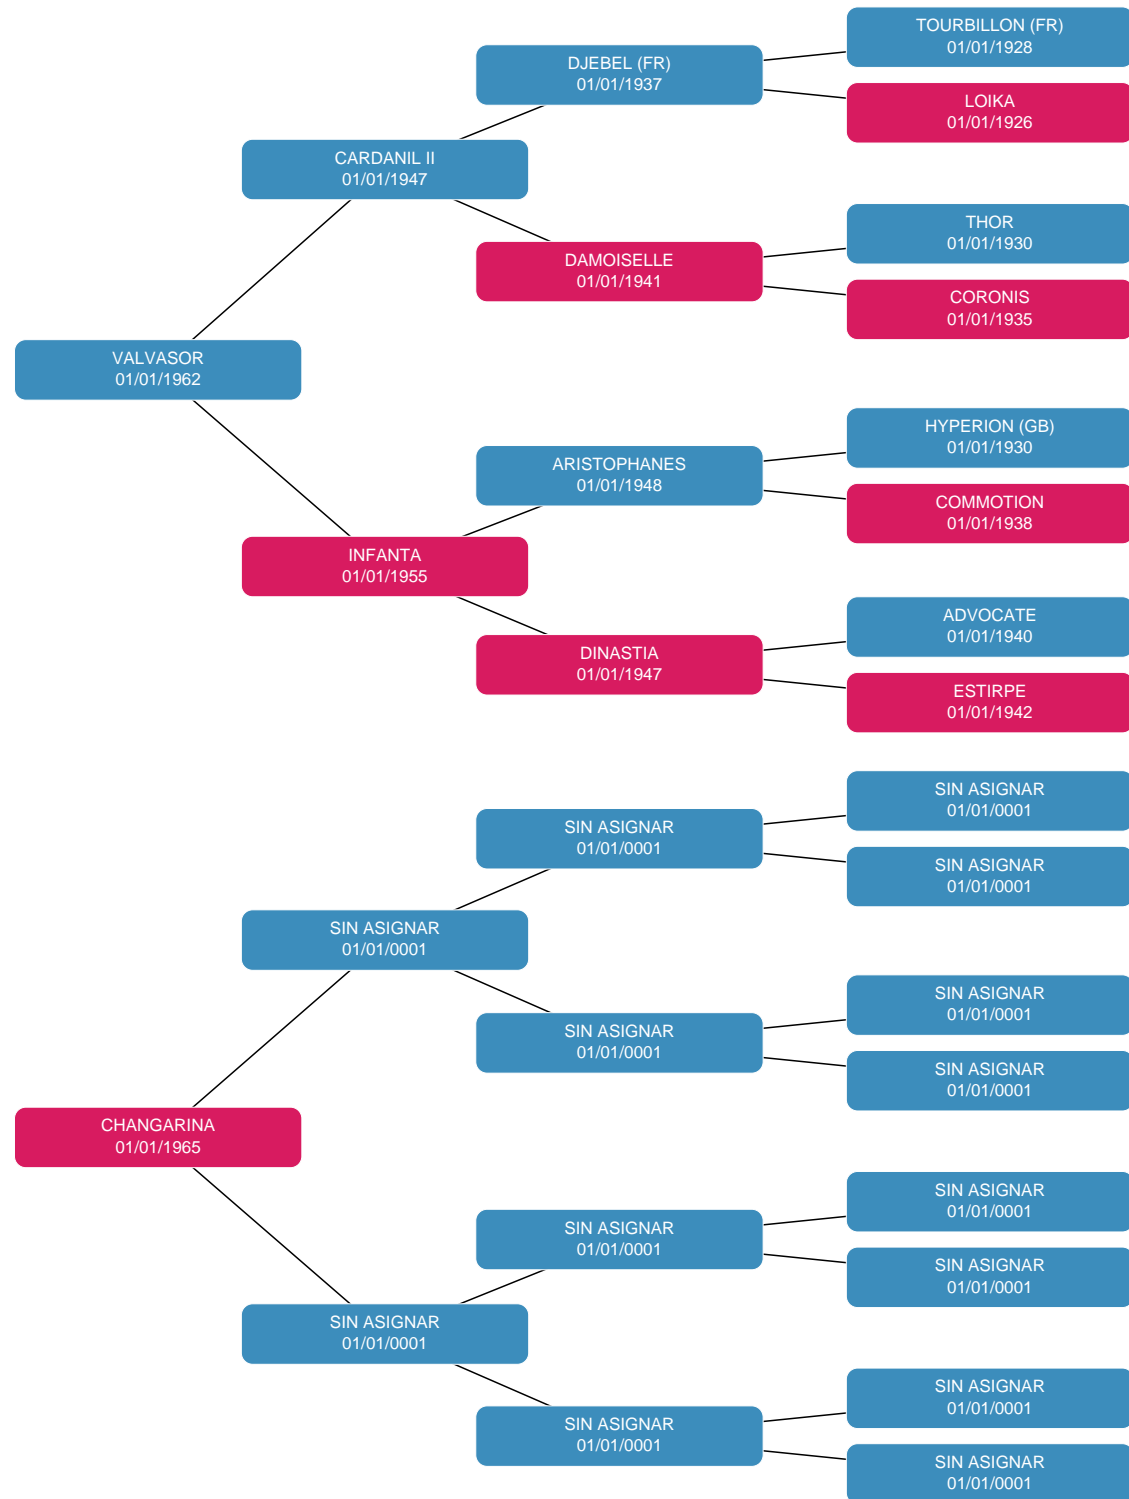 TOURBILLON (FR)
01/01/1928
DJEBEL (FR)
01/01/1937
LOIKA
01/01/1926
CARDANIL II
01/01/1947
THOR
01/01/1930
DAMOISELLE
01/01/1941
CORONIS
01/01/1935
VALVASOR
01/01/1962
HYPERION (GB)
01/01/1930
ARISTOPHANES
01/01/1948
COMMOTION
01/01/1938
INFANTA
01/01/1955
ADVOCATE
01/01/1940
DINASTIA
01/01/1947
ESTIRPE
01/01/1942
SIN ASIGNAR
01/01/0001
SIN ASIGNAR
01/01/0001
SIN ASIGNAR
01/01/0001
SIN ASIGNAR
01/01/0001
SIN ASIGNAR
01/01/0001
SIN ASIGNAR
01/01/0001
SIN ASIGNAR
01/01/0001
CHANGARINA
01/01/1965
SIN ASIGNAR
01/01/0001
SIN ASIGNAR
01/01/0001
SIN ASIGNAR
01/01/0001
SIN ASIGNAR
01/01/0001
SIN ASIGNAR
01/01/0001
SIN ASIGNAR
01/01/0001
SIN ASIGNAR
01/01/0001